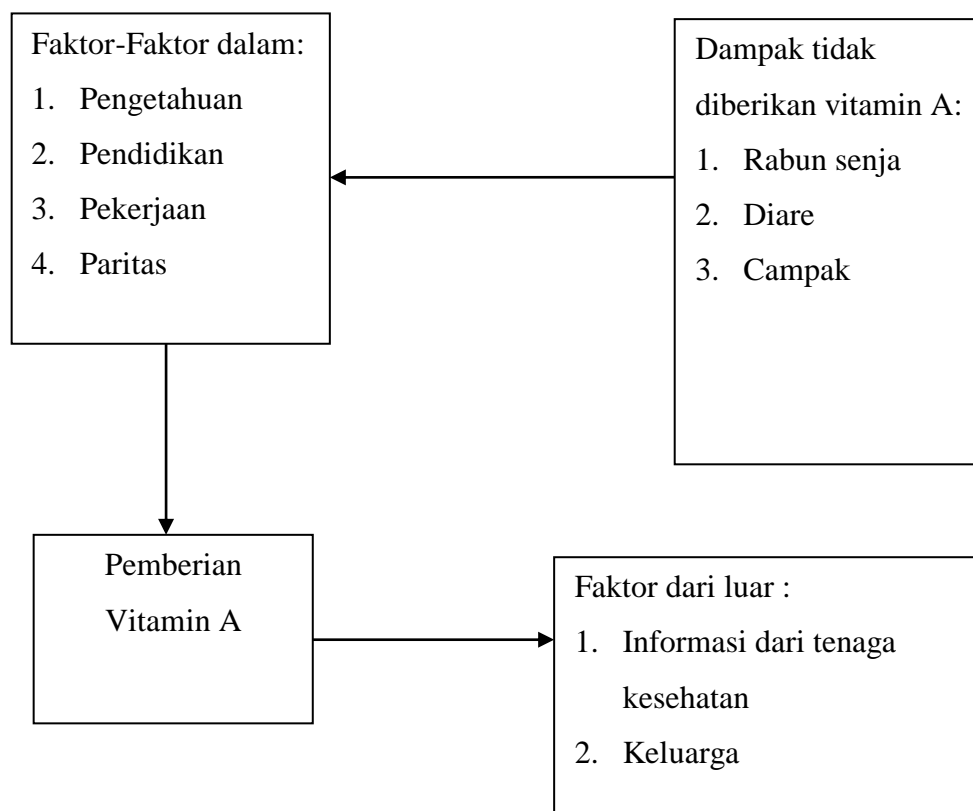 Faktor-Faktor dalam:
1. Pengetahuan
2. Pendidikan
3. Pekerjaan
4. Paritas
Dampak tidak
diberikan vitamin A:
1. Rabun senja
2. Diare
3. Campak
Pemberian
Vitamin A
Faktor dari luar :
1. Informasi dari tenaga
kesehatan
2. Keluarga